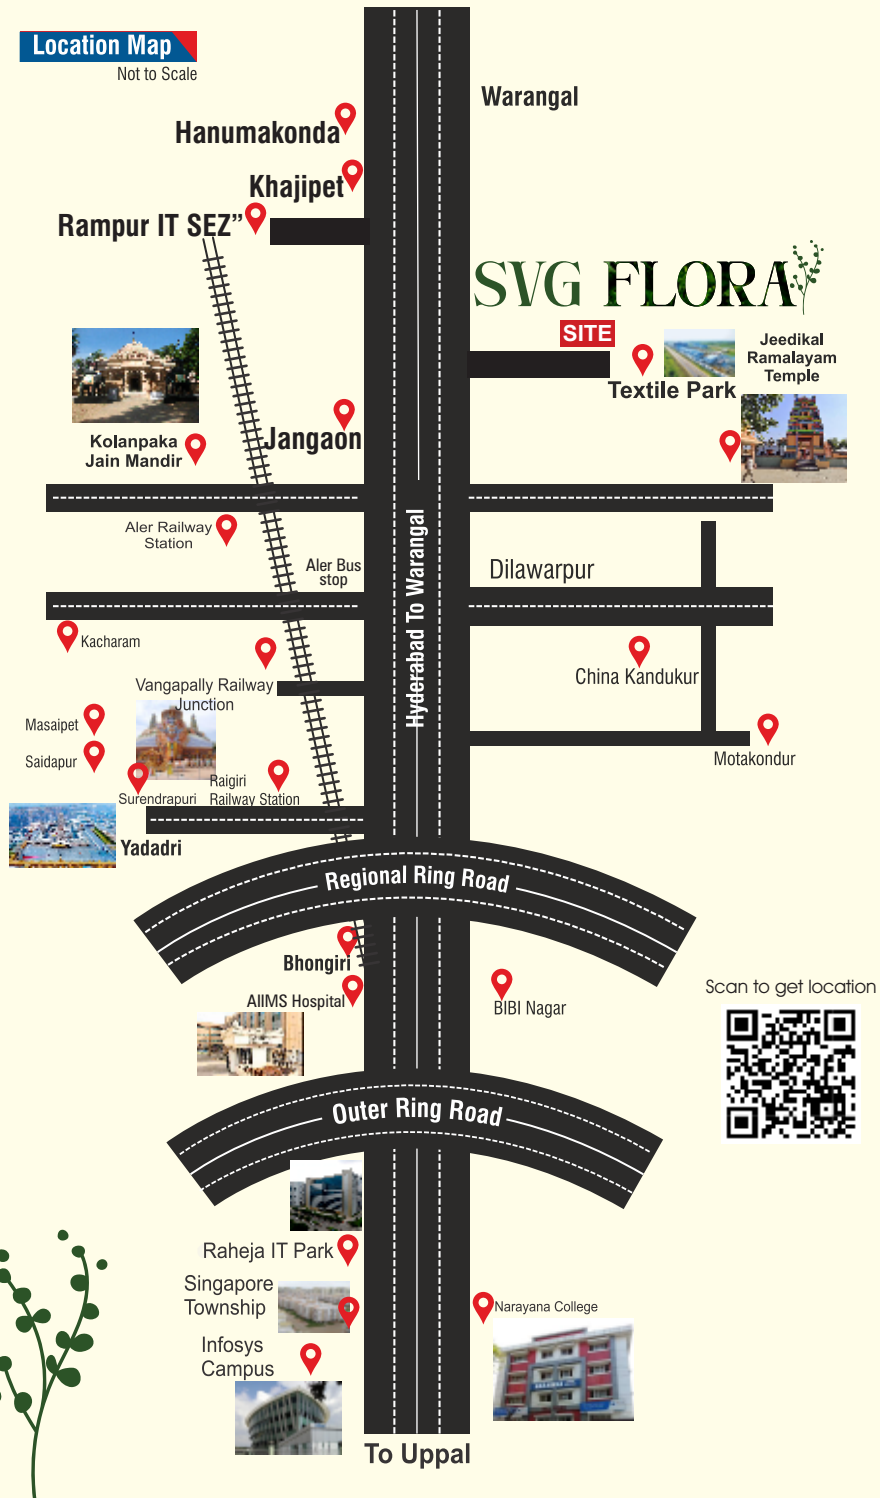 Location Map
Not to Scale
Warangal
Hanumakonda
Khajipet
Rampur IT SEZ”
SVG FLORA
SITE
Textile Park
Jeedikal
Ramalayam
Temple
Kolanpaka
Jain Mandir
Jangaon
Aler Railway
Station
Hyderabad To Warangal
Aler Bus
stop
Dilawarpur
Kacharam
China Kandukur
Vangapally Railway
Junction
Masaipet
Saidapur
Motakondur
Surendrapuri
Raigiri
Railway Station
Yadadri
Regional Ring Road
Bhongiri
AIIMS Hospital
BIBI Nagar
Scan to get location
Outer Ring Road
Raheja IT Park
Singapore
Township
Narayana College
Infosys
Campus
To Uppal